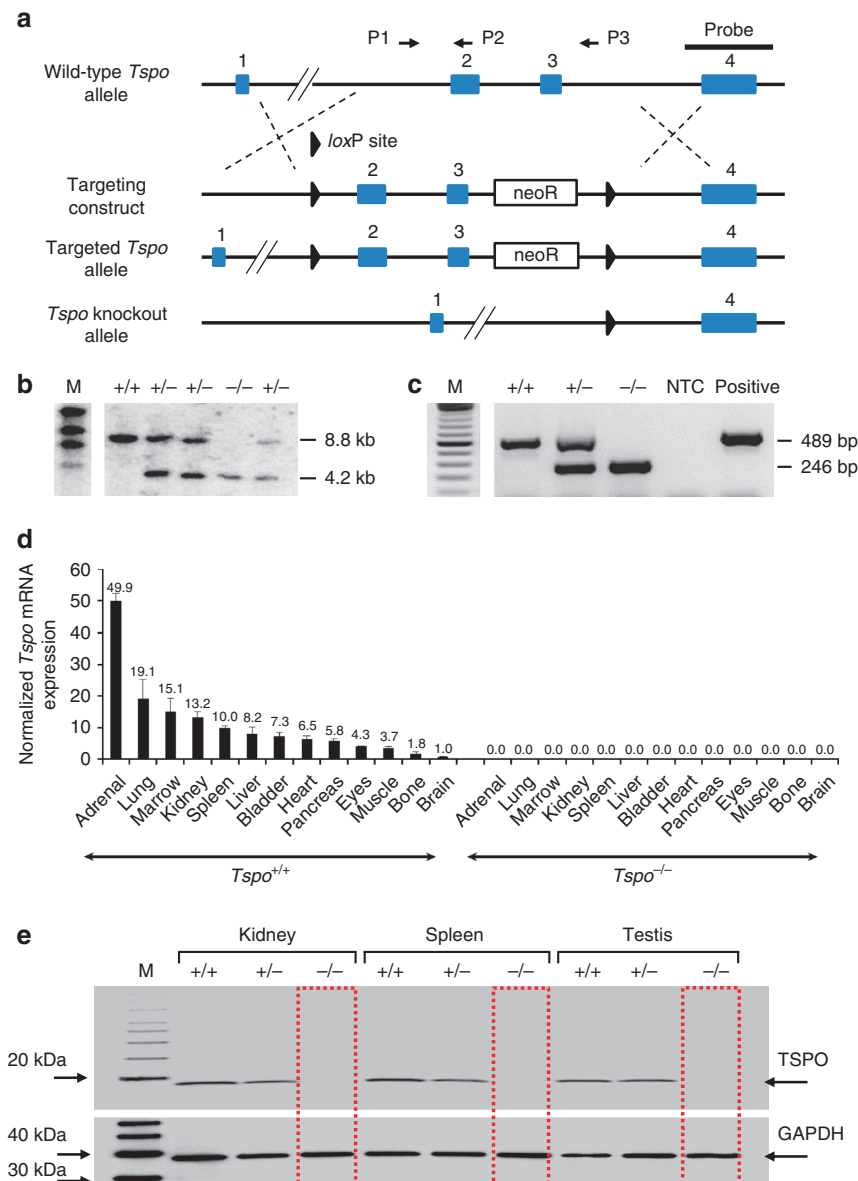 a
P1 P2 P3 Probe
Wild-type Tspo allele
1 2 3 4
loxP site
Targeting construct
2 3 neoR 4
Targeted Tspo allele
1 2 3 neoR 4
Tspo knockout allele
1 4
b
M +/+ +/− +/− −/− +/−
8.8 kb
4.2 kb
c
M +/+ +/− −/− NTC Positive
489 bp
246 bp
d
Normalized Tspo mRNA expression
60
50
40
30
20
10
0
49.9 19.1 15.1 13.2 10.0 8.2 7.3 6.5 5.8 4.3 3.7 1.8 1.0 0.0 0.0 0.0 0.0 0.0 0.0 0.0 0.0 0.0 0.0 0.0 0.0 0.0
Adrenal Lung Marrow Kidney Spleen Liver Bladder Heart Pancreas Eyes Muscle Bone Brain Adrenal Lung Marrow Kidney Spleen Liver Bladder Heart Pancreas Eyes Muscle Bone Brain
Tspo+/+ Tspo−/−
e
Kidney Spleen Testis
M +/+ +/− −/− +/+ +/− −/− +/+ +/− −/−
20 kDa TSPO
40 kDa GAPDH
30 kDa